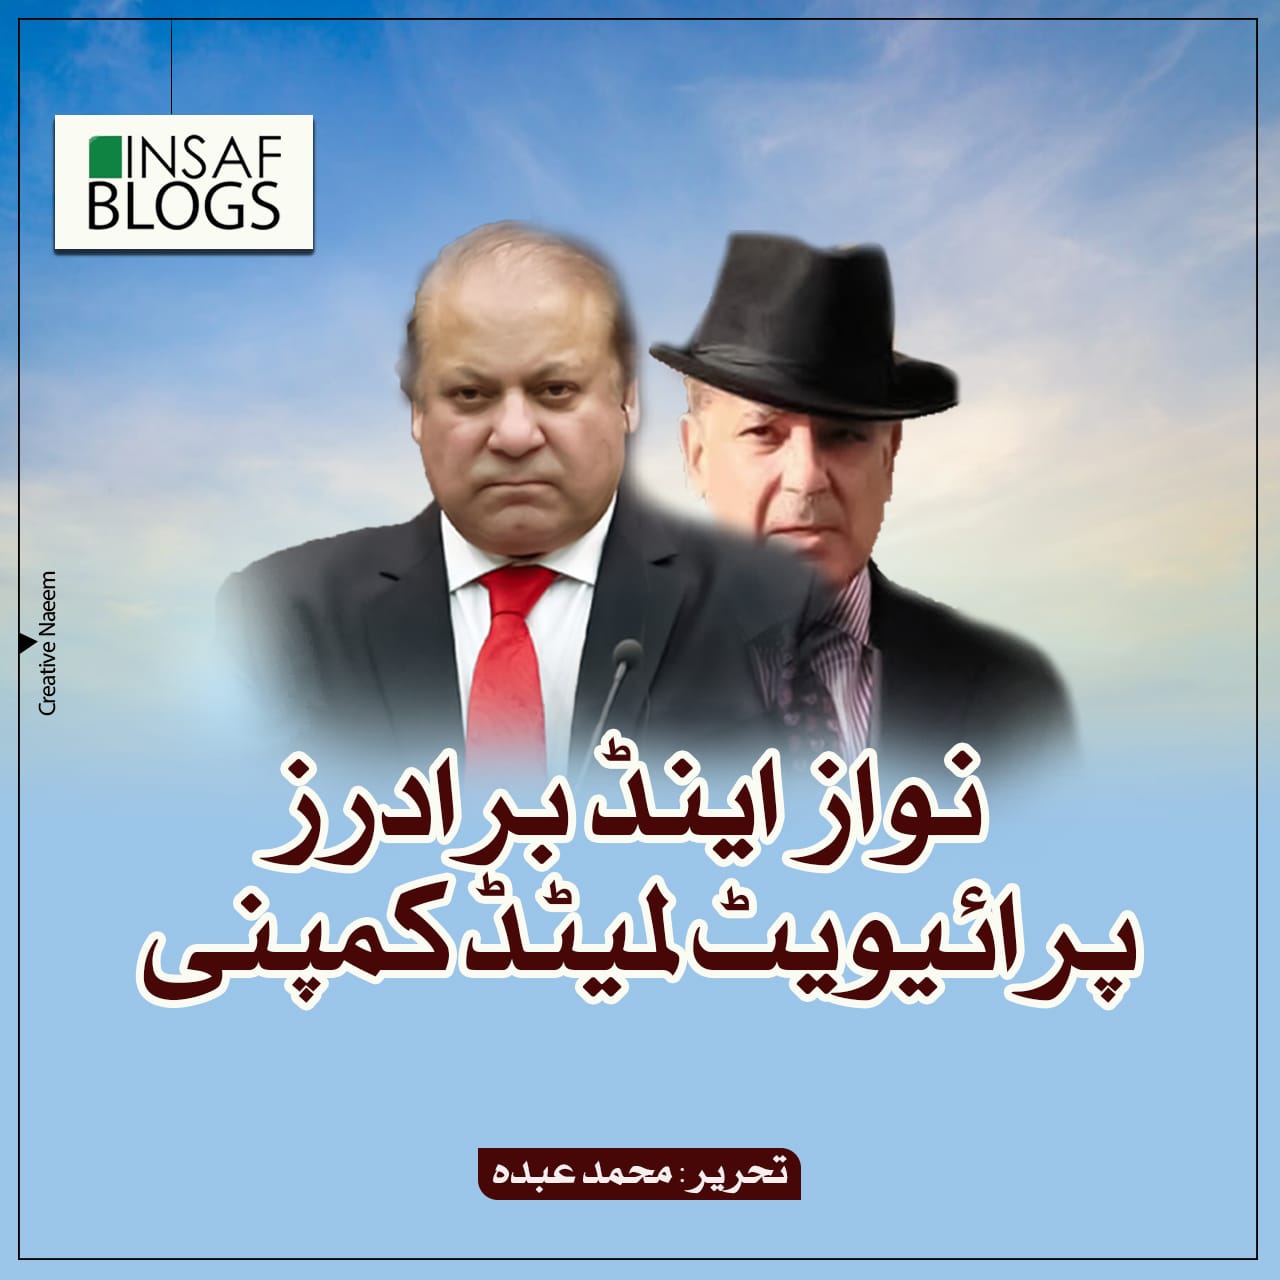 INSAF
BLOGS
Creative Naeem
نواز اینڈ برادرز
پرائیویٹ لمیٹڈ کمپنی
تحریر: محمد عبدہ